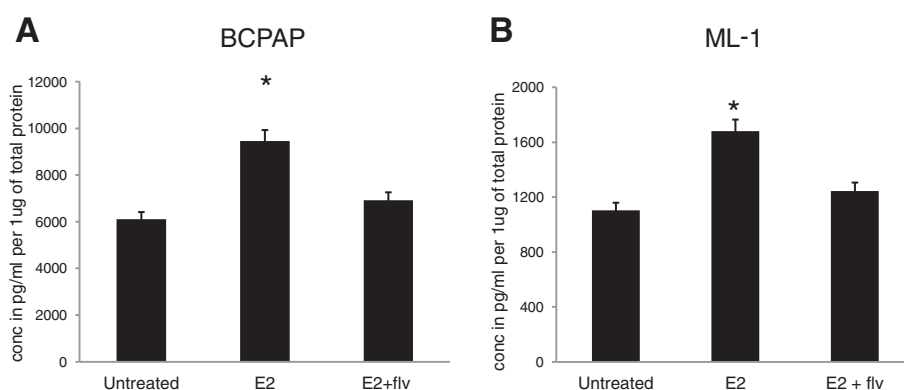 A
BCPAP
conc in pg/ml per 1ug of total protein
12000
10000
8000
6000
4000
2000
0
*
Untreated
E2
E2+flv
B
ML-1
conc in pg/ml per 1ug of total protein
2000
1600
1200
800
400
0
*
Untreated
E2
E2 + flv